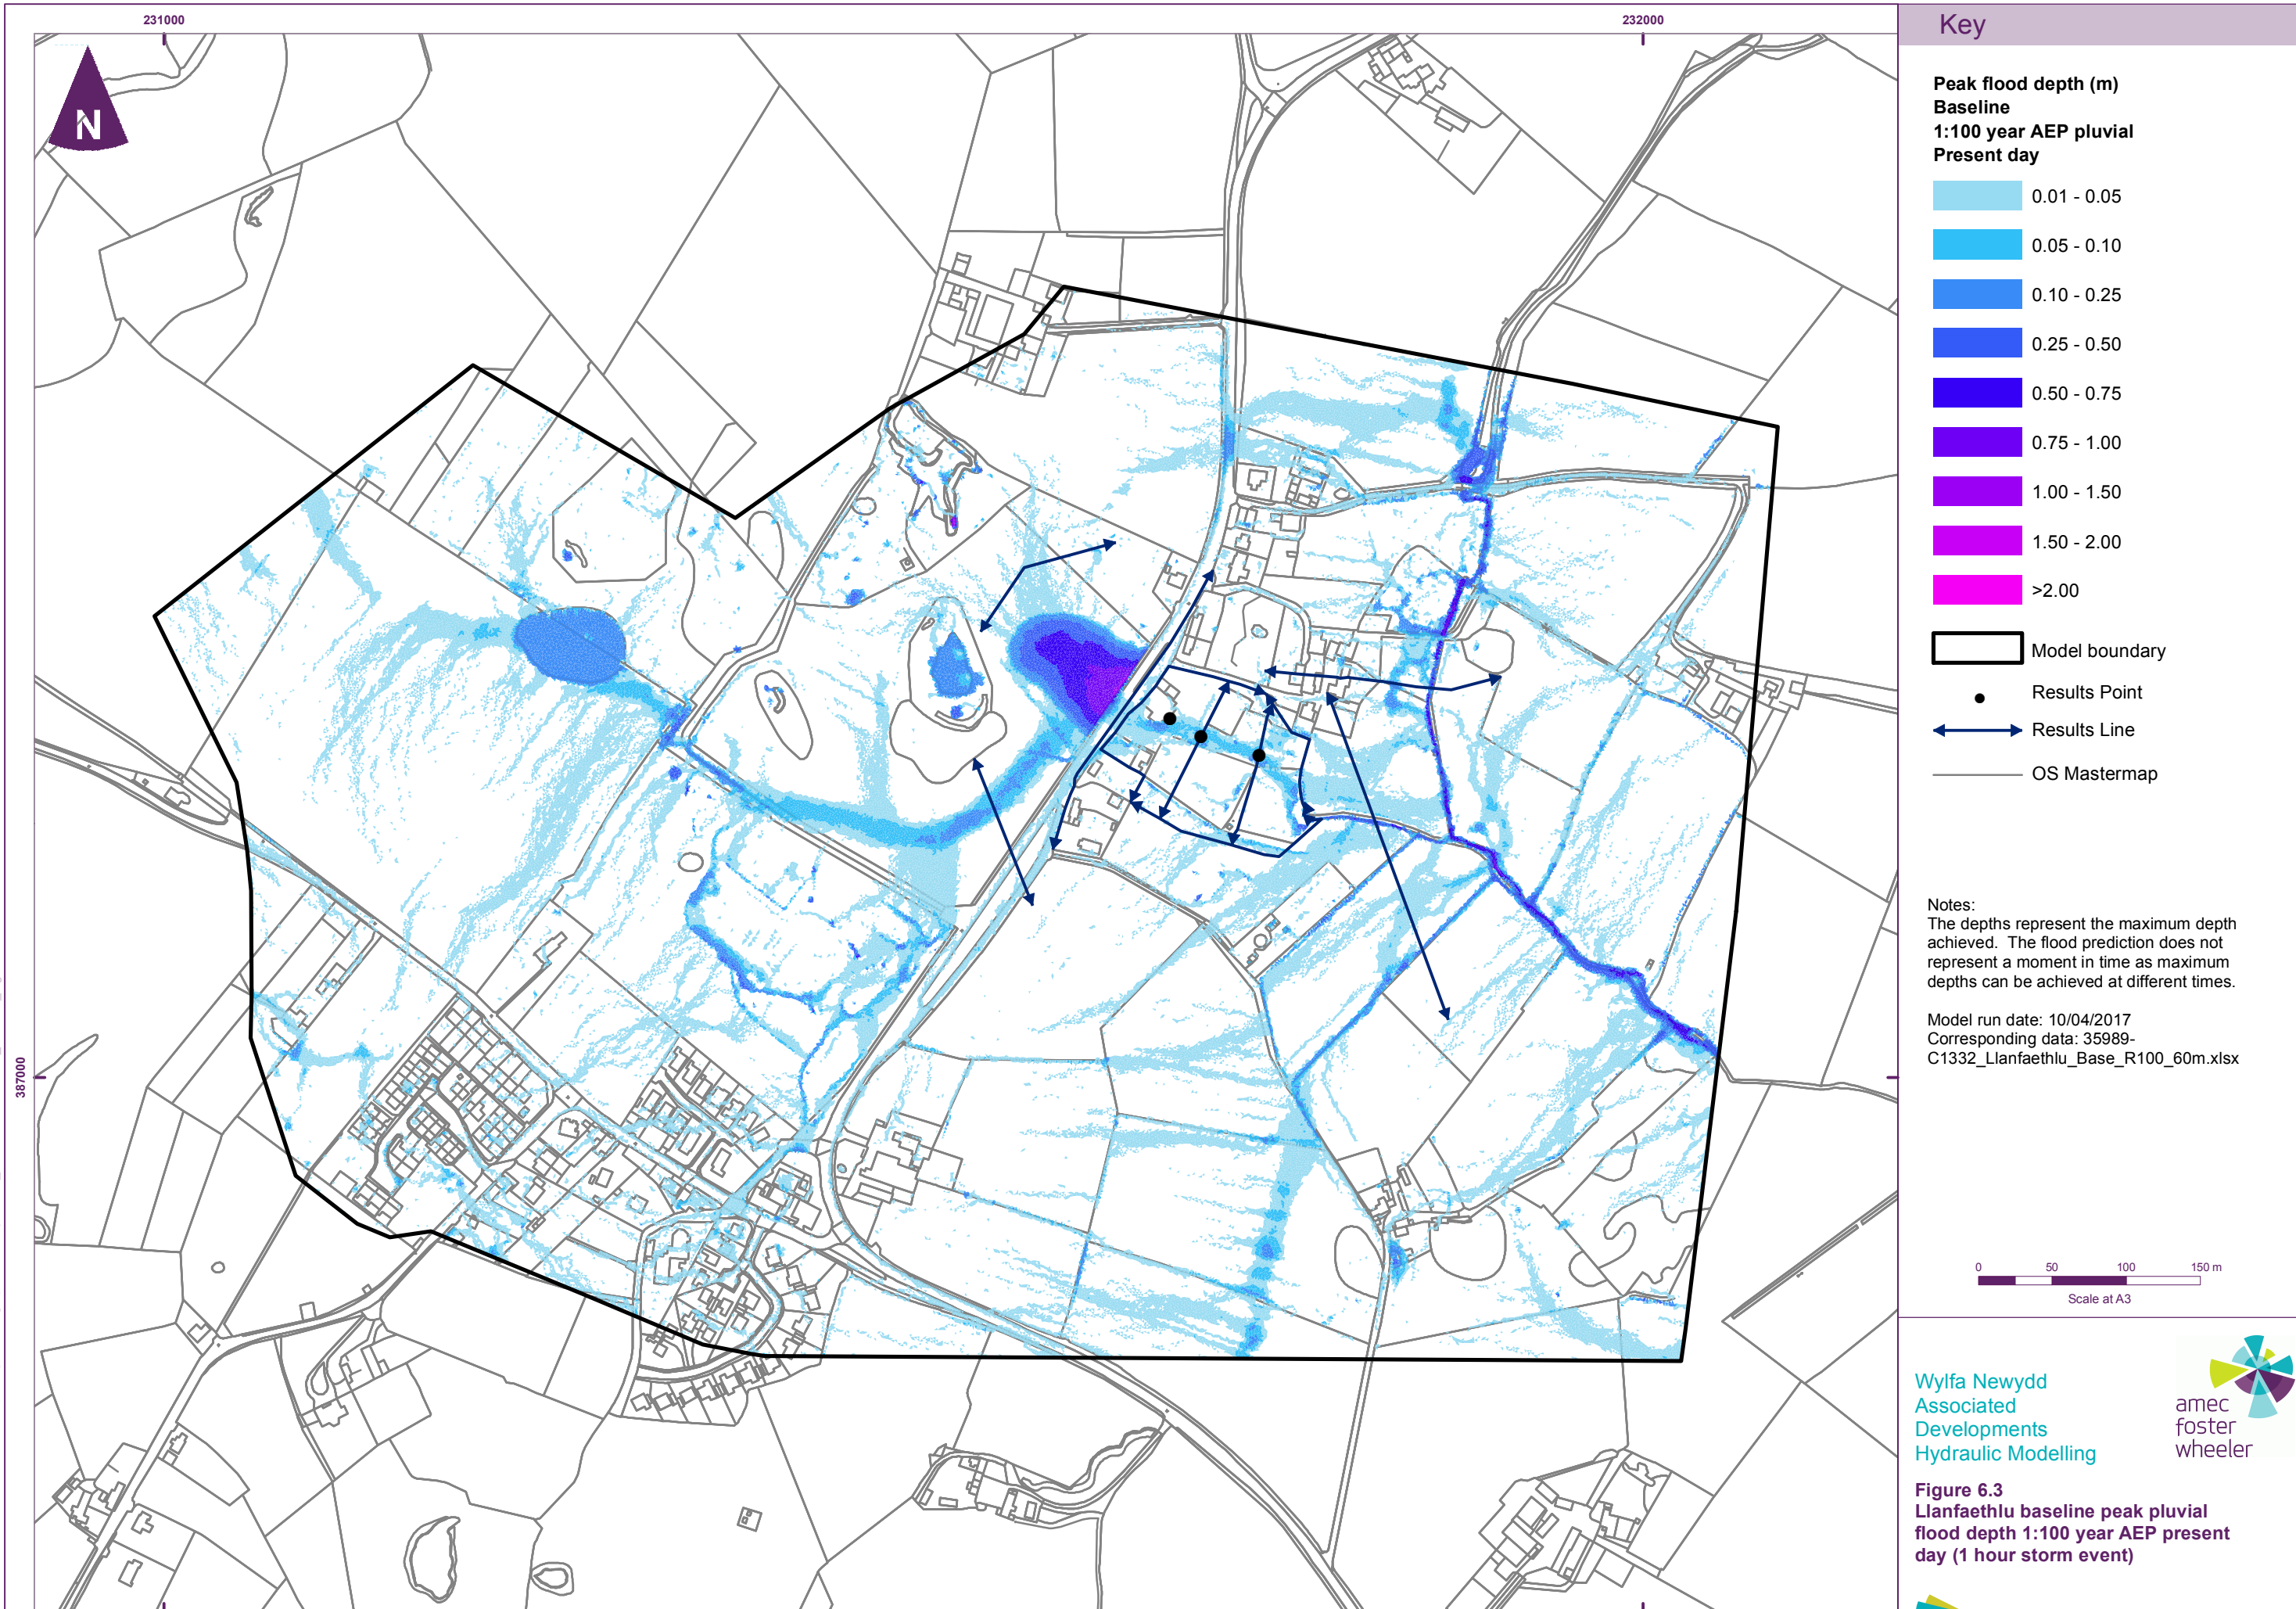 231000
232000
N
387000
Key
Peak flood depth (m)
Baseline
1:100 year AEP pluvial
Present day
0.01 - 0.05
0.05 - 0.10
0.10 - 0.25
0.25 - 0.50
0.50 - 0.75
0.75 - 1.00
1.00 - 1.50
1.50 - 2.00
>2.00
Model boundary
Results Point
Results Line
OS Mastermap
Notes:
The depths represent the maximum depth
achieved. The flood prediction does not
represent a moment in time as maximum
depths can be achieved at different times.
Model run date: 10/04/2017
Corresponding data: 35989-
C1332_Llanfaethlu_Base_R100_60m.xlsx
0 50 100 150 m
Scale at A3
Wylfa Newydd
Associated
Developments
Hydraulic Modelling
amec
foster
wheeler
Figure 6.3
Llanfaethlu baseline peak pluvial
flood depth 1:100 year AEP present
day (1 hour storm event)